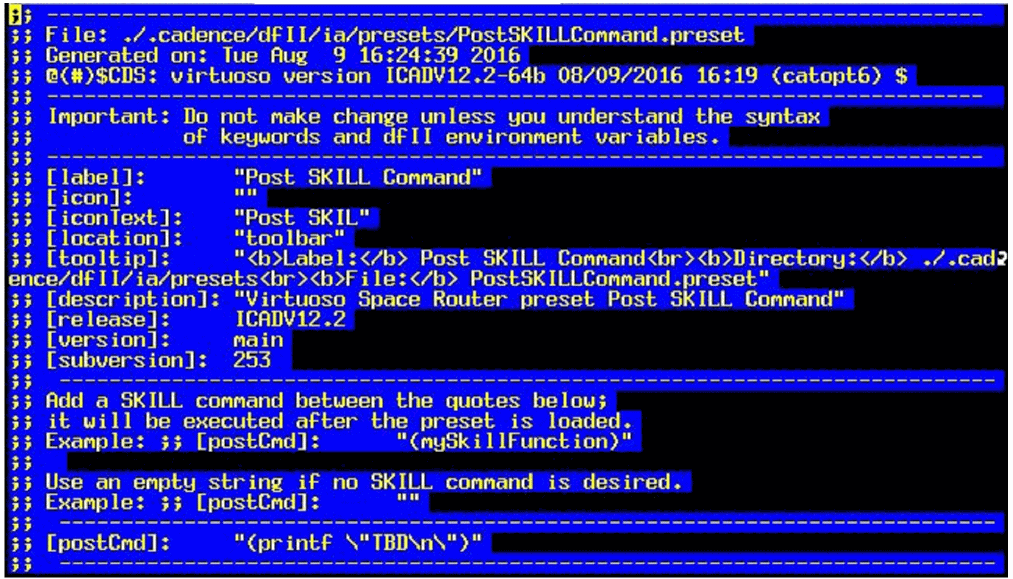 ;; ---------------------------------------------------------------------
;; File: ./.cadence/dfII/ia/presets/PostSKILLCommand.preset
;; Generated on: Tue Aug  9 16:24:39 2016
;; @(#)$CDS: virtuoso version ICADV12.2-64b 08/09/2016 16:19 (catopt6) $
;; ---------------------------------------------------------------------
;; Important: Do not make change unless you understand the syntax
;;            of keywords and dfII environment variables.
;; ---------------------------------------------------------------------
;; [label]:       "Post SKILL Command"
;; [icon]:        ""
;; [iconText]:    "Post SKIL"
;; [location]:    "toolbar"
;; [tooltip]:     "<b>Label:</b> Post SKILL Command<br><b>Directory:</b> ./.cad
ence/dfII/ia/presets<br><b>File:</b> PostSKILLCommand.preset"
;; [description]: "Virtuoso Space Router preset Post SKILL Command"
;; [release]:     ICADV12.2
;; [version]:     main
;; [subversion]:  253
;;  ---------------------------------------------------------------------
;; Add a SKILL command between the quotes below;
;; it will be executed after the preset is loaded.
;; Example: ;; [postCmd]:      "(mySkillFunction)"
;;
;; Use an empty string if no SKILL command is desired.
;; Example: ;; [postCmd]:      ""
;;  ---------------------------------------------------------------------
;; [postCmd]:     "(printf \"TBD\n\")"
;;  ---------------------------------------------------------------------